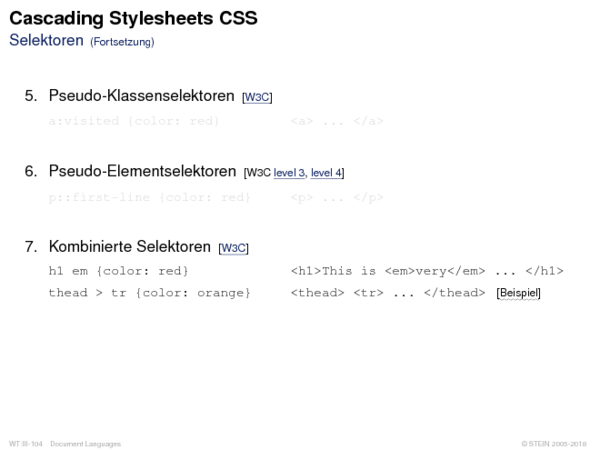 Cascading Stylesheets CSS
Selektoren (Fortsetzung)
5. Pseudo-Klassenselektoren [W3C]
a:visited {color: red} <a> ... </a>
6. Pseudo-Elementselektoren [W3C level 3, level 4]
p::first-line {color: red} <p> ... </p>
7. Kombinierte Selektoren [W3C]
h1 em {color: red} <h1>This is <em>very</em> ... </h1>
thead > tr {color: orange} <thead> <tr> ... </thead> [Beispiel]
WT:III-104 Document Languages © STEIN 2005-2018